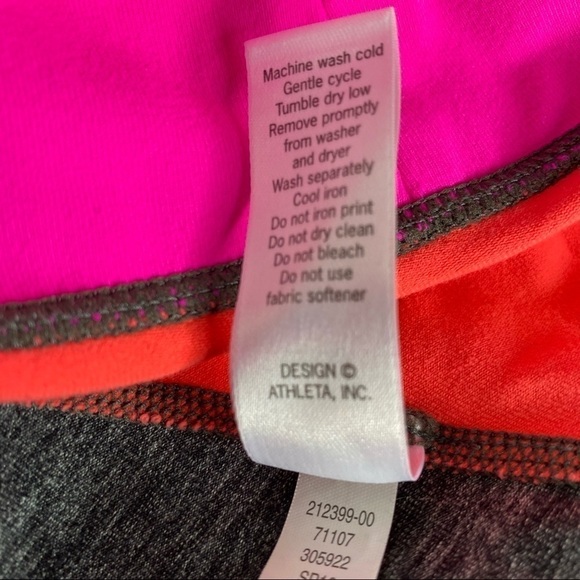 Machine wash cold
Gentle cycle
Tumble dry low
Remove promptly
from washer
and dryer
Wash separately
Cool iron
Do not iron print
Do not dry clean
Do not bleach
Do not use
fabric softener
DESIGN ©
ATHLETA, INC.
212399-00
71107
305922